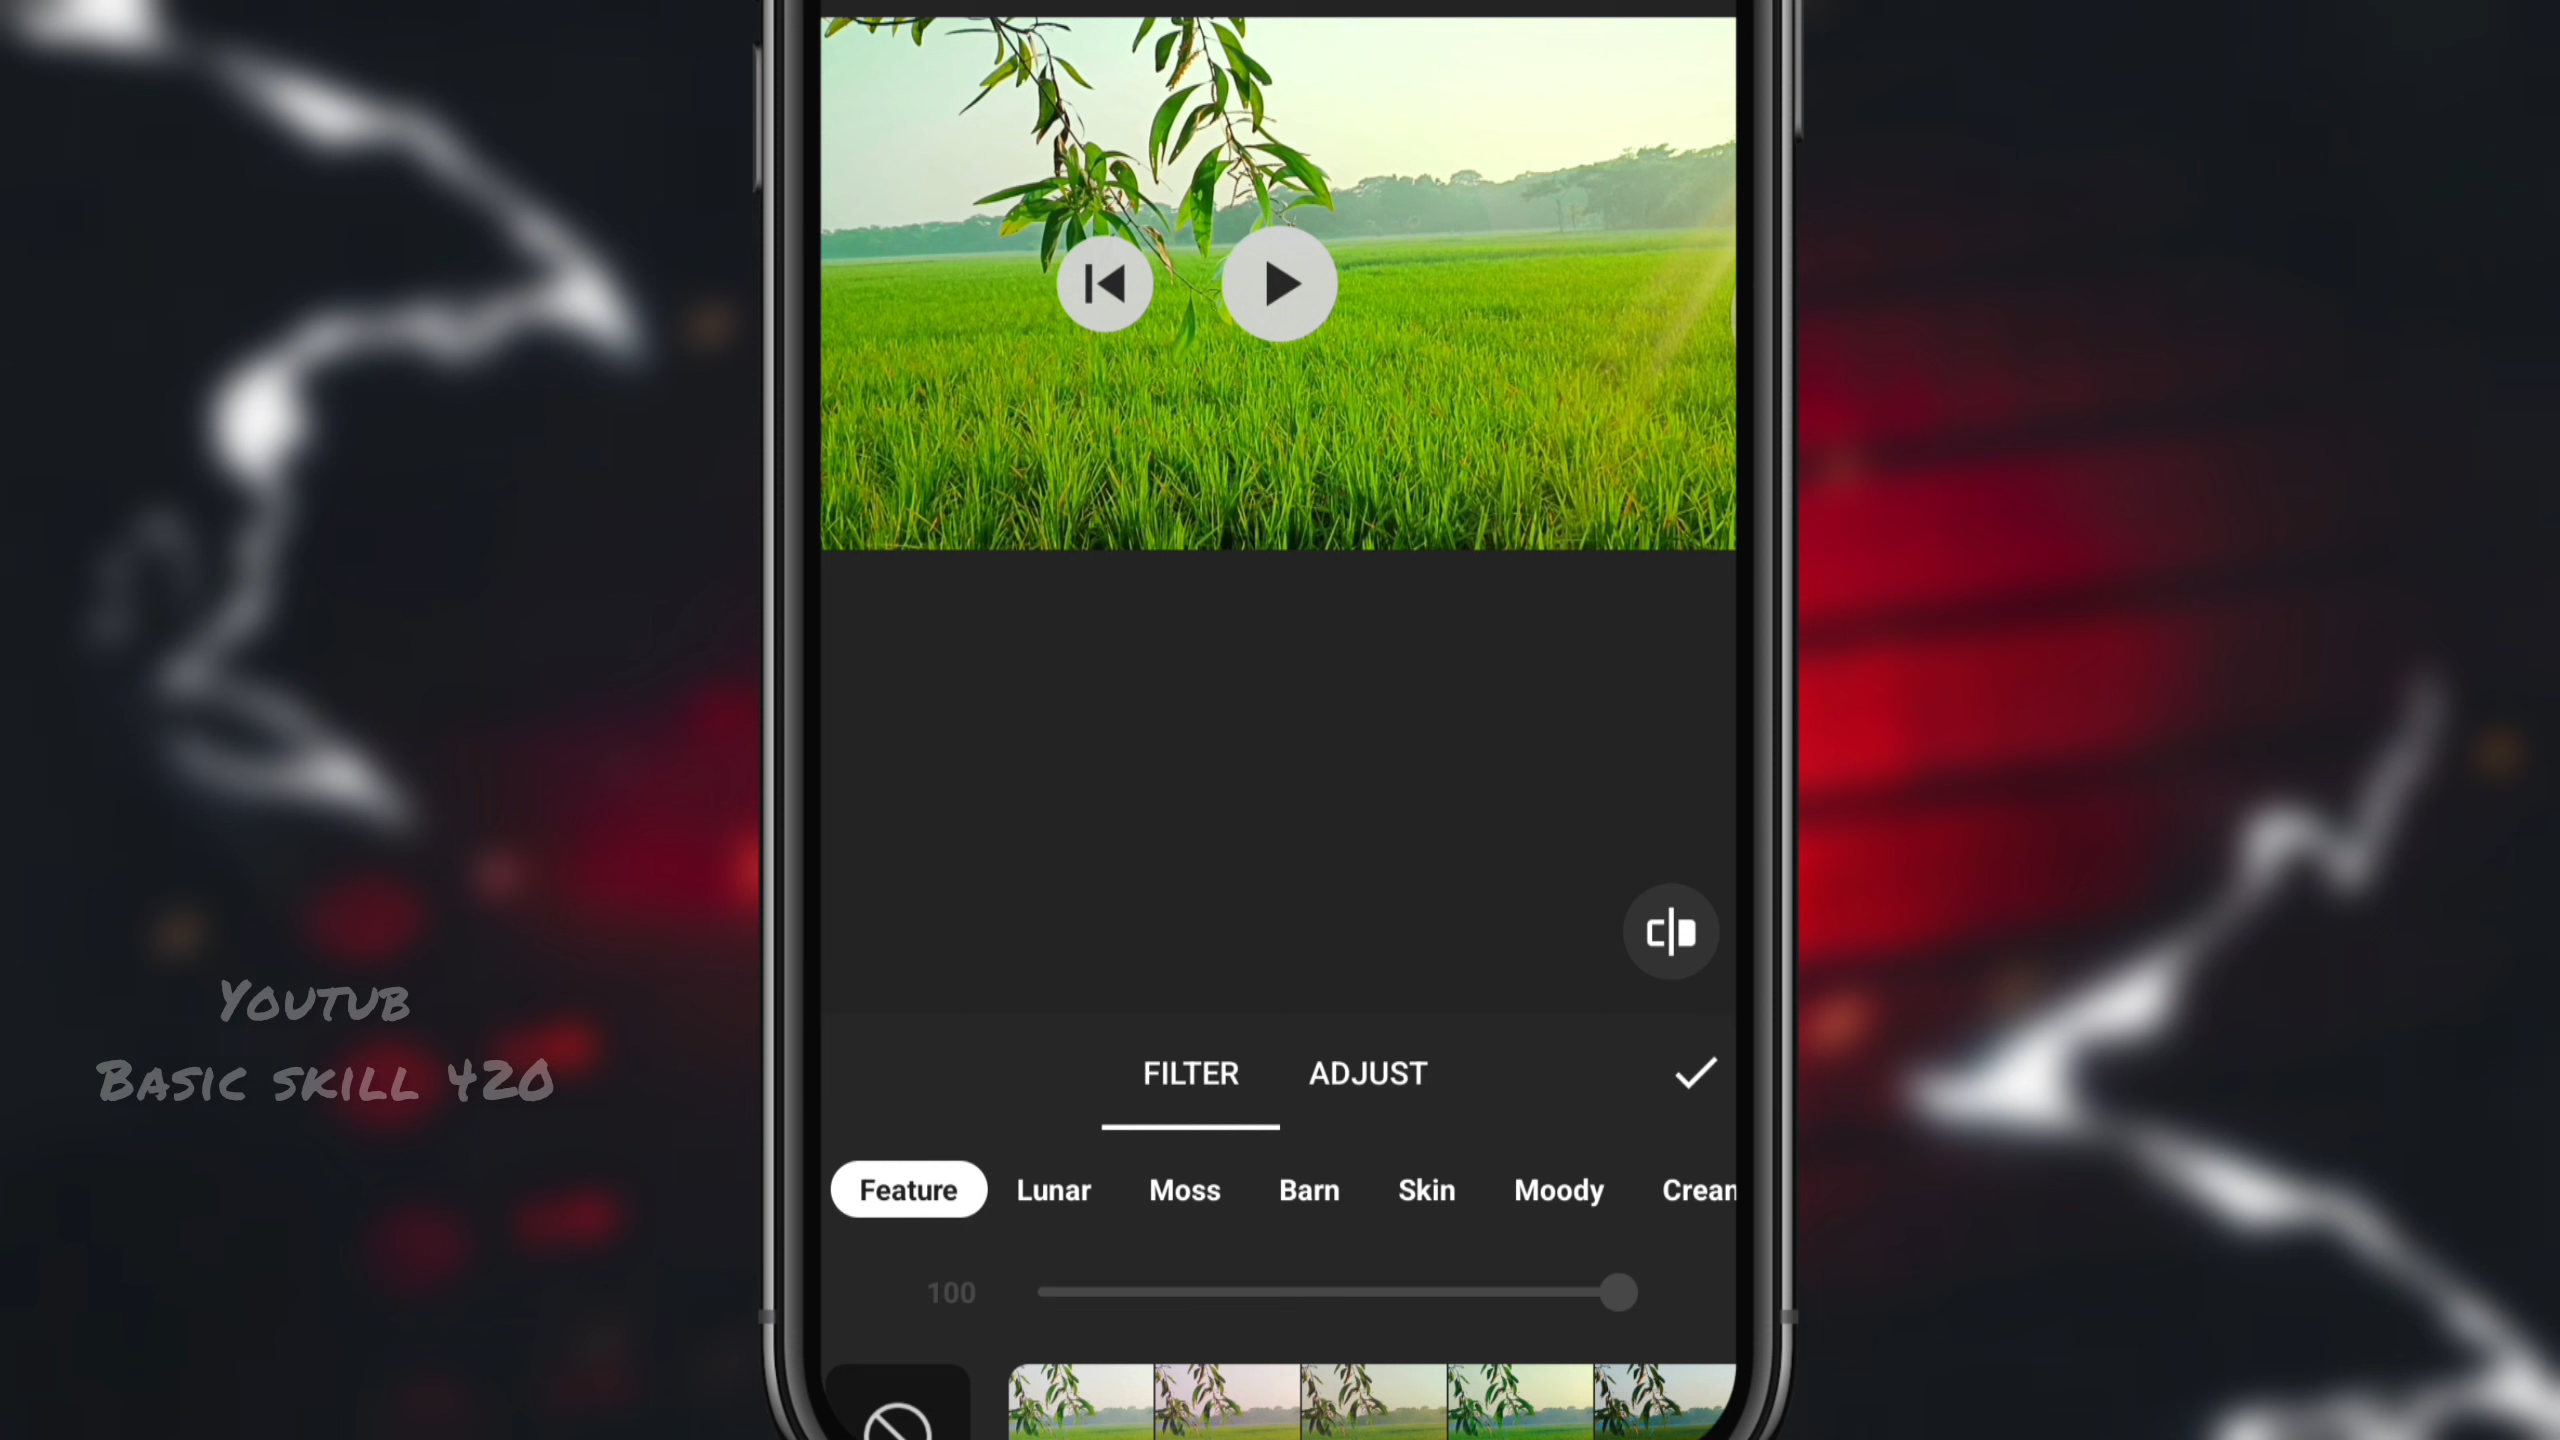 FILTER ADJUST
Feature Lunar Moss Barn Skin Moody Crean
100
Youtub
Basic skill 420